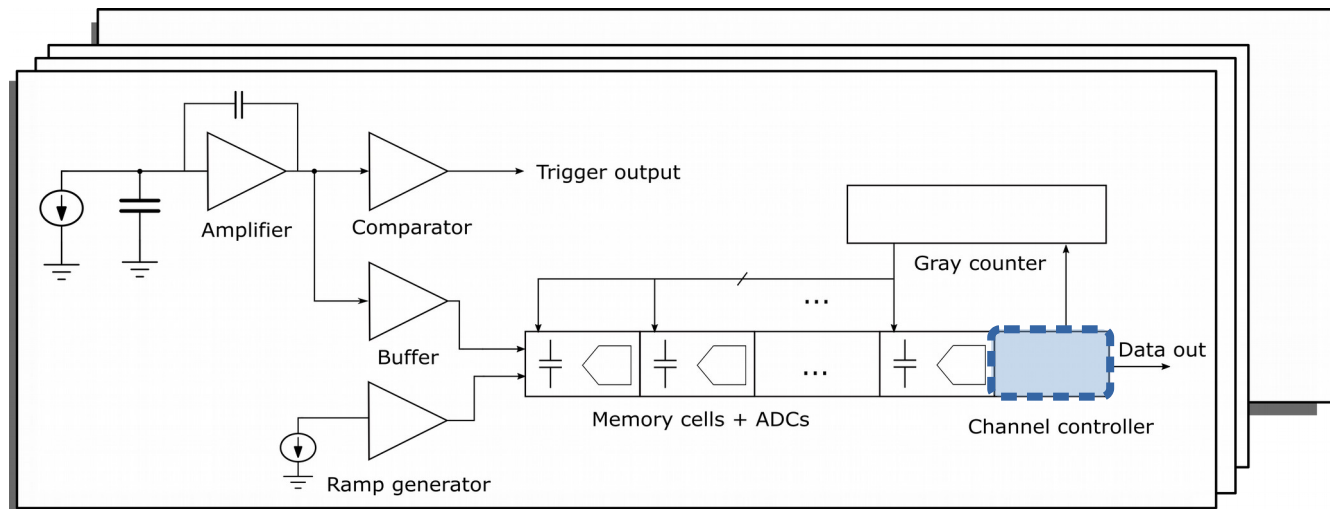 Trigger output
Amplifier
Comparator
Gray counter
...
Buffer
Data out
...
Memory cells + ADCs
Channel controller
Ramp generator